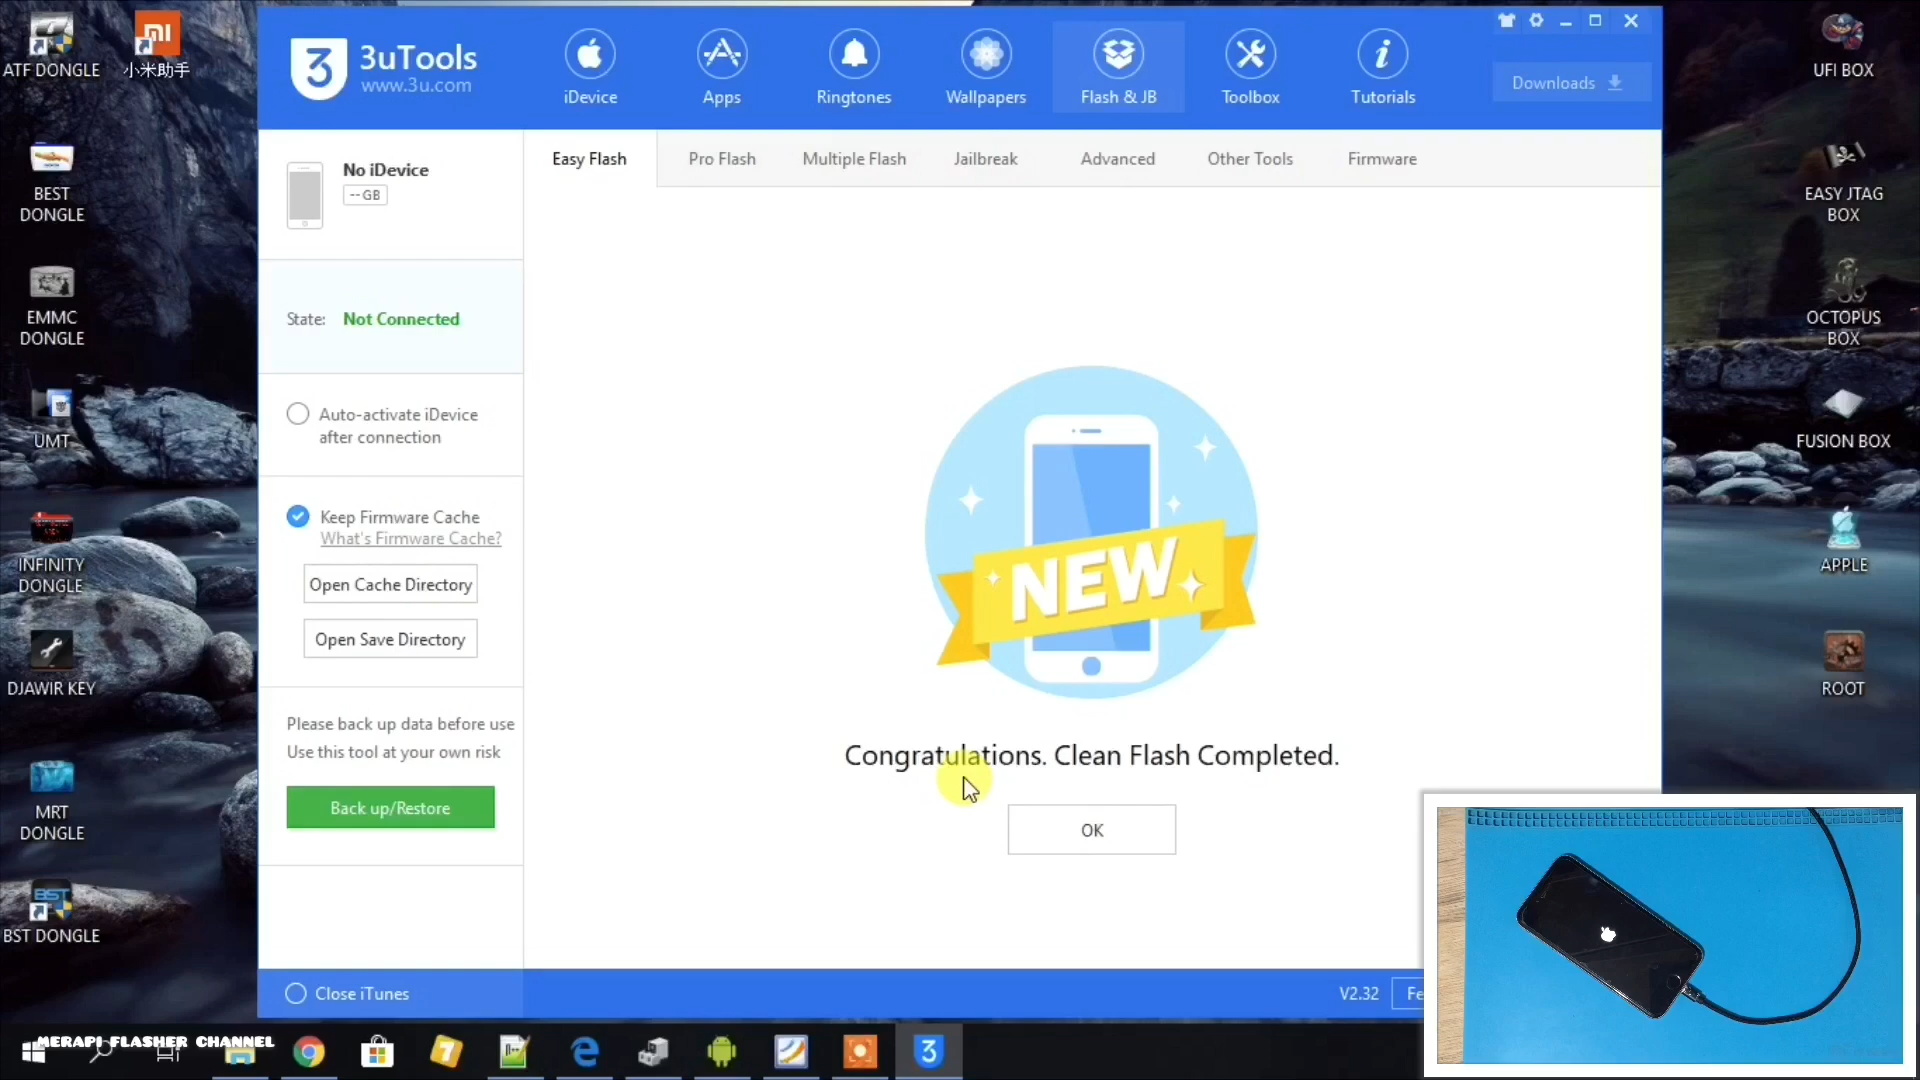 ATF DONGLE
小米助手
BEST
DONGLE
EMMC
DONGLE
UMT
INFINITY
DONGLE
DJAWIR KEY
MRT
DONGLE
BST
BST DONGLE
3
3uTools
www.3u.com
iDevice
Apps
Ringtones
Wallpapers
Flash & JB
Toolbox
Tutorials
Downloads
No iDevice
--GB
Easy Flash
Pro Flash
Multiple Flash
Jailbreak
Advanced
Other Tools
Firmware
State: Not Connected
Auto-activate iDevice
after connection
Keep Firmware Cache
What's Firmware Cache?
Open Cache Directory
Open Save Directory
Please back up data before use
Use this tool at your own risk
Back up/Restore
NEW
Congratulations. Clean Flash Completed.
OK
Close iTunes
V2.32
Fe
UFI BOX
EASY JTAG
BOX
OCTOPUS
BOX
FUSION BOX
APPLE
ROOT
MERAPI FLASHER CHANNEL
3